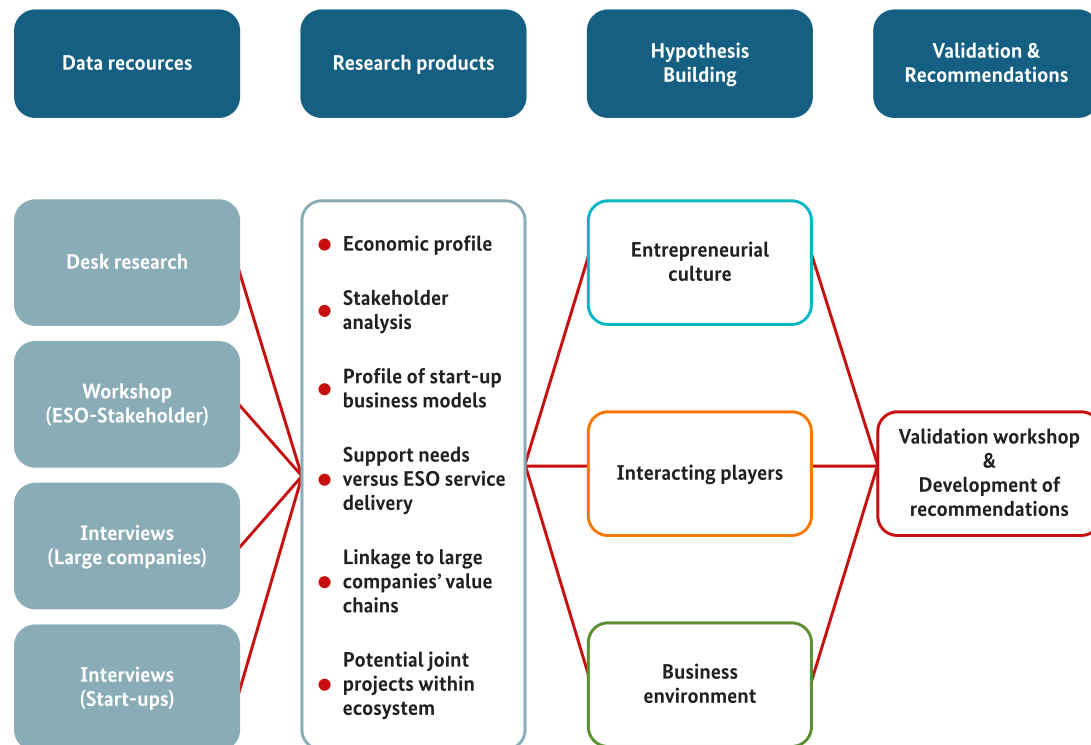 Data recources
Research products
Hypothesis
Building
Validation &
Recommendations
Desk research
Workshop
(ESO-Stakeholder)
Interviews
(Large companies)
Interviews
(Start-ups)
Economic profile
Stakeholder
analysis
Profile of start-up
business models
Support needs
versus ESO service
delivery
Linkage to large
companies’ value
chains
Potential joint
projects within
ecosystem
Entrepreneurial
culture
Interacting players
Business
environment
Validation workshop
&
Development of
recommendations